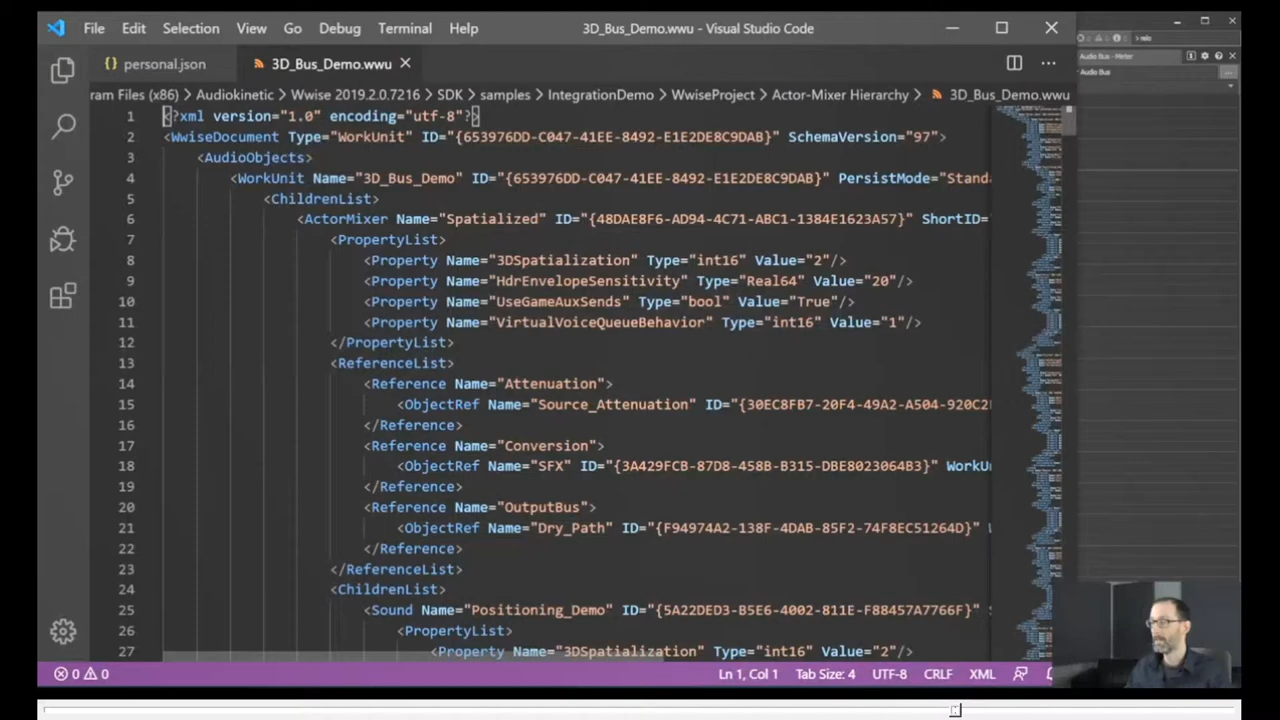 File Edit Selection View Go Debug Terminal Help 3D_Bus_Demo.wwu - Visual Studio Code
personal.json 3D_Bus_Demo.wwu
ram Files (x86) > Audiokinetic > Wwise 2019.2.0.7216 > SDK > samples > IntegrationDemo > WwiseProject > Actor-Mixer Hierarchy > 3D_Bus_Demo.wwu
1 <?xml version="1.0" encoding="utf-8"?>
2 <WwiseDocument Type="WorkUnit" ID="{653976DD-C047-41EE-8492-E1E2DE8C9DAB}" SchemaVersion="97">
3 <AudioObjects>
4 <WorkUnit Name="3D_Bus_Demo" ID="{653976DD-C047-41EE-8492-E1E2DE8C9DAB}" PersistMode="Standa
5 <ChildrenList>
6 <ActorMixer Name="Spatialized" ID="{48DAE8F6-AD94-4C71-ABC1-1384E1623A57}" ShortID=
7 <PropertyList>
8 <Property Name="3DSpatialization" Type="int16" Value="2"/>
9 <Property Name="HdrEnvelopeSensitivity" Type="Real64" Value="20"/>
10 <Property Name="UseGameAuxSends" Type="bool" Value="True"/>
11 <Property Name="VirtualVoiceQueueBehavior" Type="int16" Value="1"/>
12 </PropertyList>
13 <ReferenceList>
14 <Reference Name="Attenuation">
15 <ObjectRef Name="Source_Attenuation" ID="{30EC8FB7-20F4-49A2-A504-920C2
16 </Reference>
17 <Reference Name="Conversion">
18 <ObjectRef Name="SFX" ID="{3A429FCB-87D8-458B-B315-DBE8023064B3}" WorkU
19 </Reference>
20 <Reference Name="OutputBus">
21 <ObjectRef Name="Dry_Path" ID="{F94974A2-138F-4DAB-85F2-74F8EC51264D}"
22 </Reference>
23 </ReferenceList>
24 <ChildrenList>
25 <Sound Name="Positioning_Demo" ID="{5A22DED3-B5E6-4002-811E-F88457A7766F}"
26 <PropertyList>
27 <Property Name="3DSpatialization" Type="int16" Value="2"/>
0 0 Ln 1, Col 1 Tab Size: 4 UTF-8 CRLF XML
Audio Bus - Meter
Audio Bus